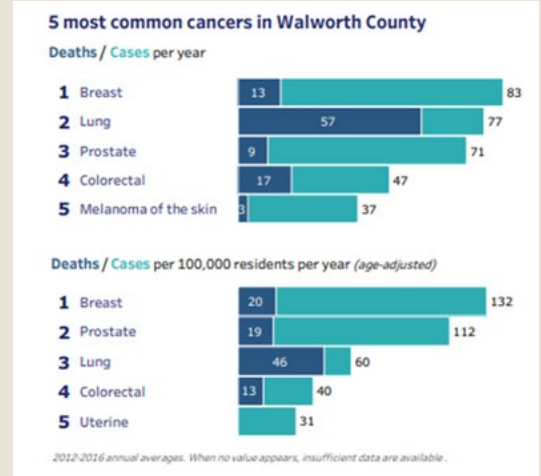 5 most common cancers in Walworth County
Deaths / Cases per year
1 Breast 13 83
2 Lung 57 77
3 Prostate 9 71
4 Colorectal 17 47
5 Melanoma of the skin 3 37
Deaths / Cases per 100,000 residents per year (age-adjusted)
1 Breast 20 132
2 Prostate 19 112
3 Lung 46 60
4 Colorectal 13 40
5 Uterine 31
2012-2016 annual averages. When no value appears, insufficient data are available .